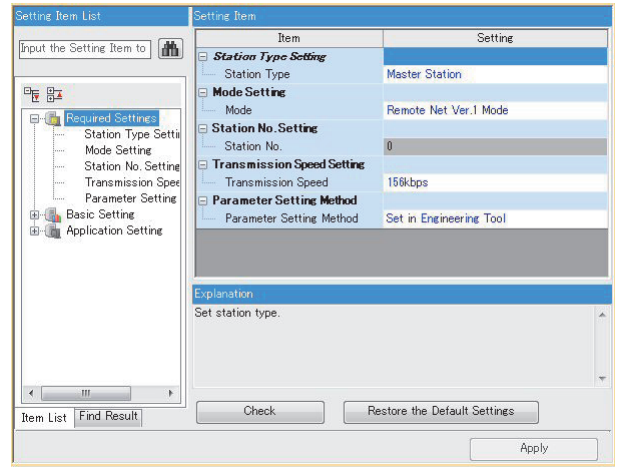 Setting Item List
Input the Setting Item to
Required Settings
Station Type Settin
Mode Setting
Station No. Setting
Transmission Spee
Parameter Setting
Basic Setting
Application Setting
Item List
Find Result
Setting Item
Item Setting
Station Type Setting
Station Type Master Station
Mode Setting
Mode Remote Net Ver.1 Mode
Station No. Setting
Station No. 0
Transmission Speed Setting
Transmission Speed 156kbps
Parameter Setting Method
Parameter Setting Method Set in Engineering Tool
Explanation
Set station type.
Check Restore the Default Settings
Apply